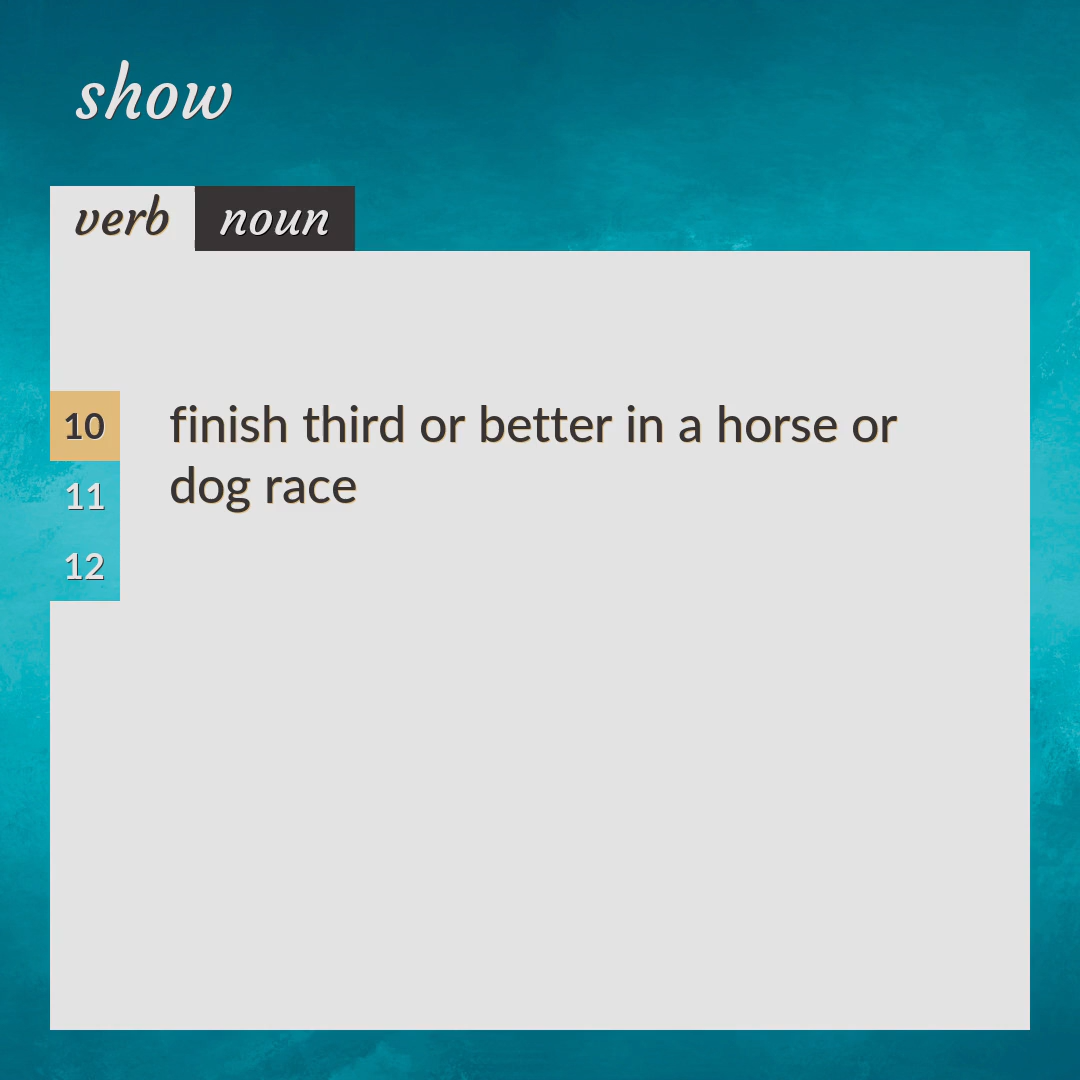 show
verb noun
10 finish third or better in a horse or
dog race
11
12